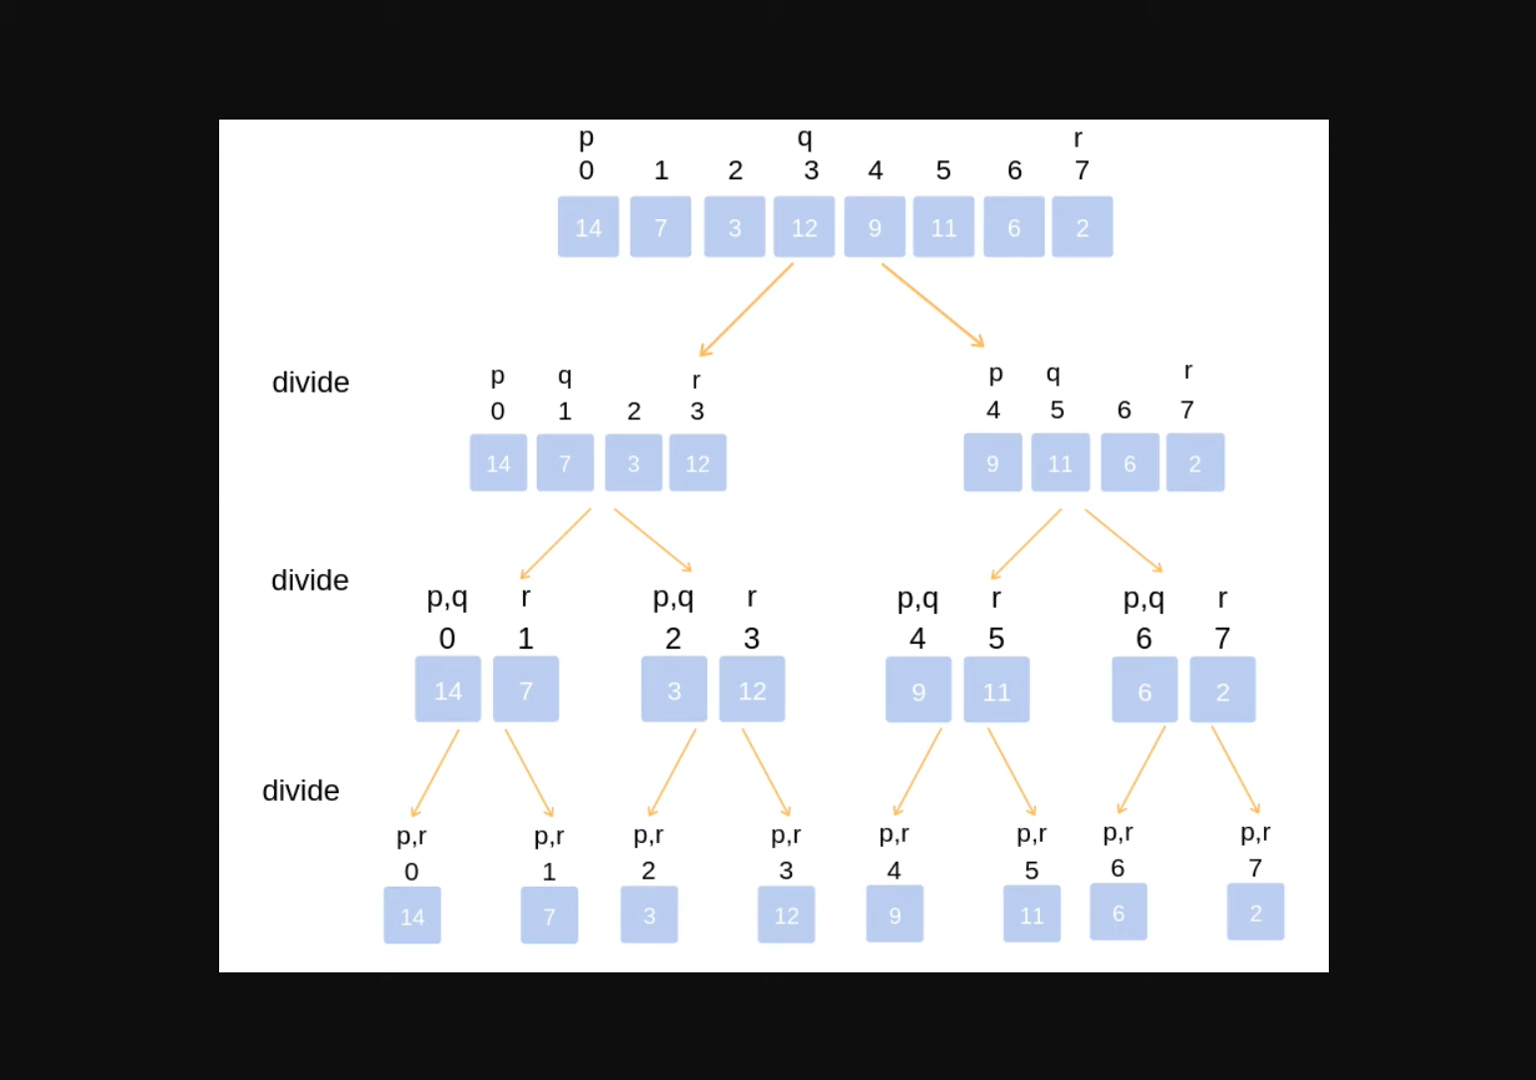 p q r
0 1 2 3 4 5 6 7
14 7 3 12 9 11 6 2
divide
p q r p q r
0 1 2 3 4 5 6 7
14 7 3 12 9 11 6 2
divide
p,q r p,q r p,q r p,q r
0 1 2 3 4 5 6 7
14 7 3 12 9 11 6 2
divide
p,r p,r p,r p,r p,r p,r p,r p,r
0 1 2 3 4 5 6 7
14 7 3 12 9 11 6 2